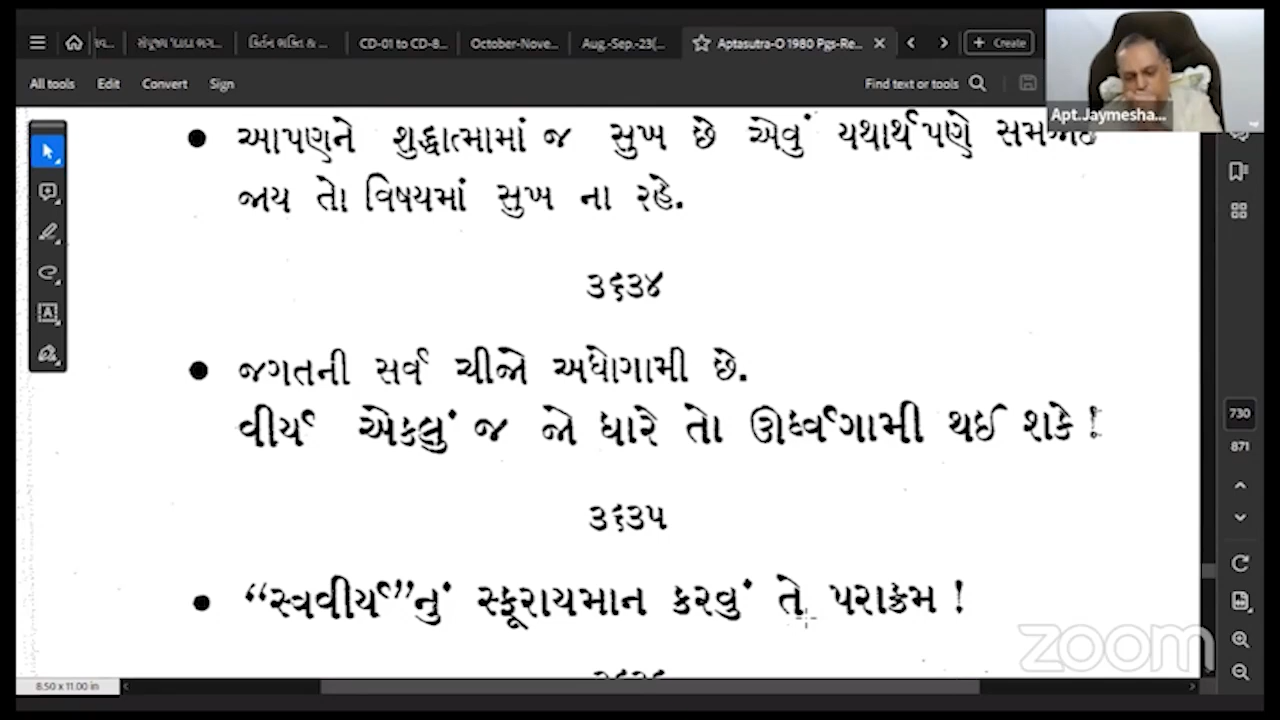 CD-01 to CD-8...
October-Nove...
Aug.-Sep.-23(...
Aptasutra-O 1980 Pgs-Re...
Create
All tools Edit Convert Sign
Find text or tools
Apt.Jaymesha...
આપણને શુદ્ધાત્મામાં જ સુખ છે એવું યથાર્થપણે
જાય તો વિષયમાં સુખ ના રહે.
૩૬૩૪
જગતની સર્વ ચીજો અધોગામી છે.
વીર્ય એકલું જ જો ધારે તો ઊર્ધ્વગામી થઈ શકે !
૩૬૩૫
“સ્વવીર્ય”નું સ્ફૂરાયમાન કરવું તે પરાક્રમ !
730
871
zoom
8.50 x 11.00 in